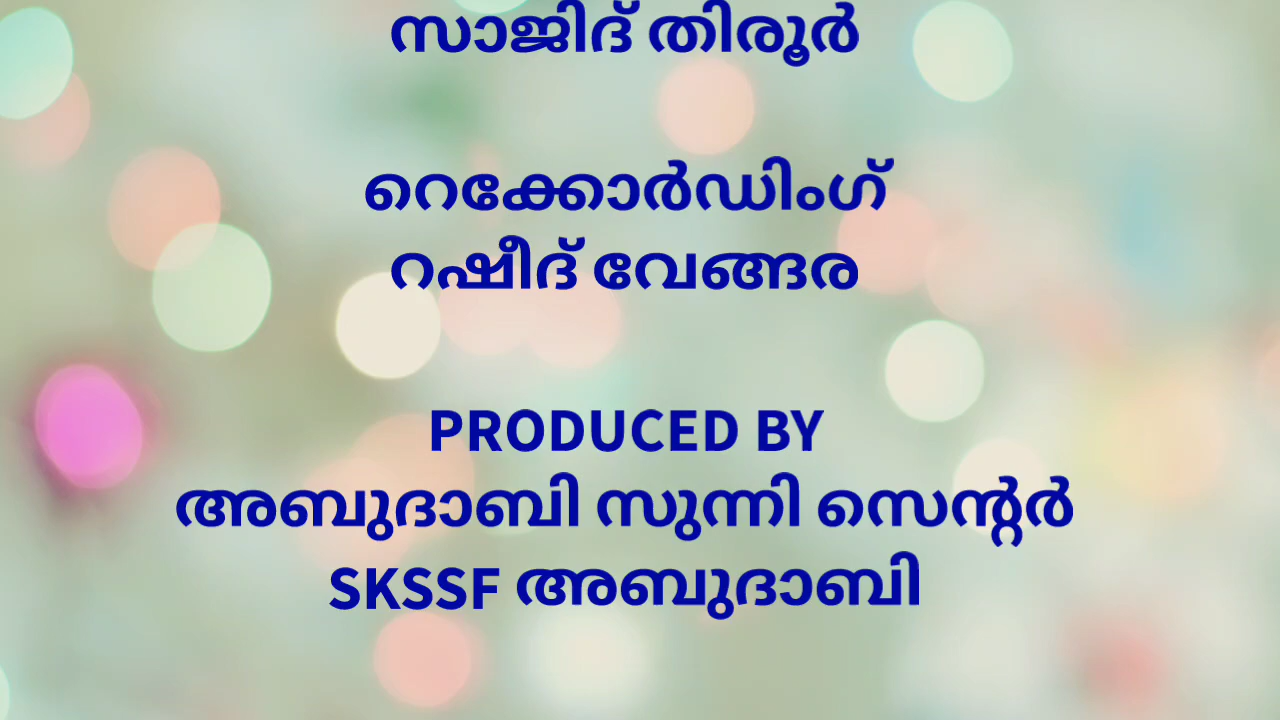 സാജിദ് തിരൂർ
റെക്കോർഡിംഗ്
റഷീദ് വേങ്ങര
PRODUCED BY
അബുദാബി സുന്നി സെന്റർ
SKSSF അബുദാബി